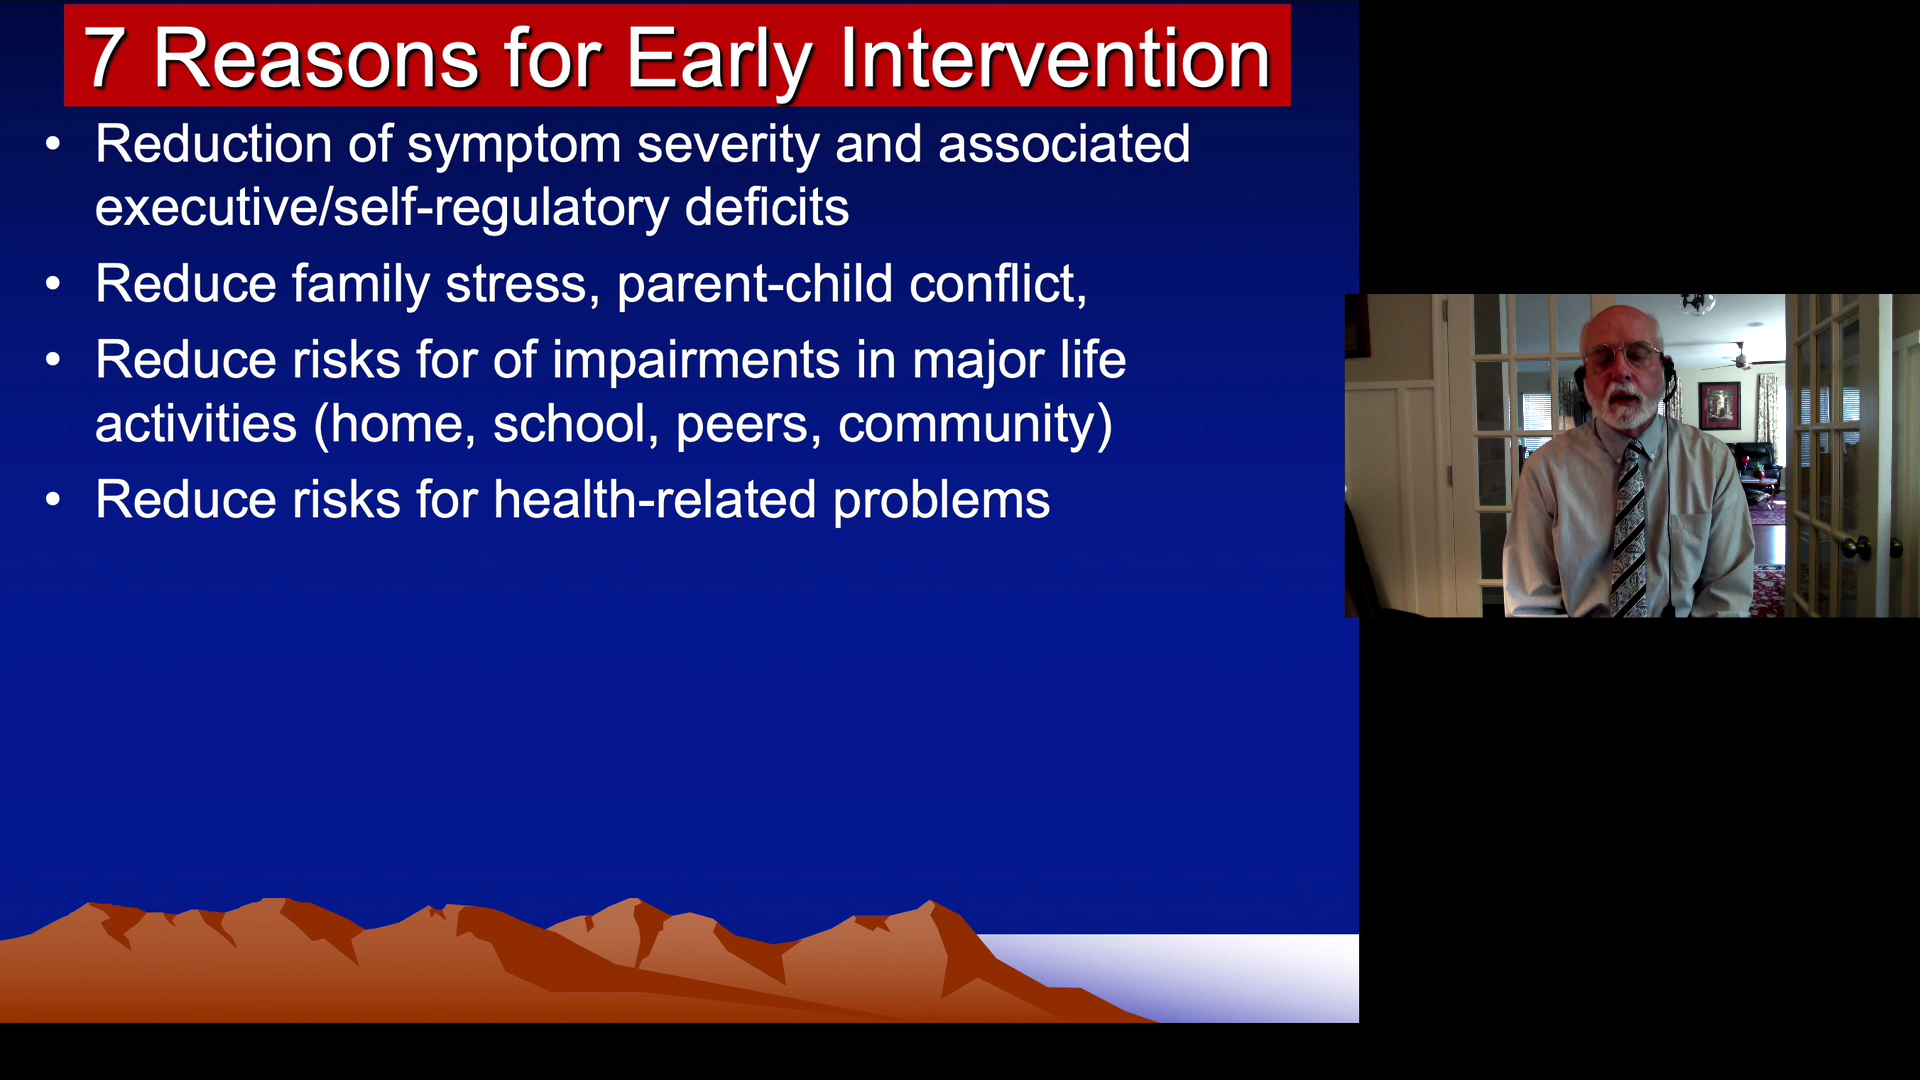 7 Reasons for Early Intervention
• Reduction of symptom severity and associated
executive/self-regulatory deficits
• Reduce family stress, parent-child conflict,
• Reduce risks for of impairments in major life
activities (home, school, peers, community)
• Reduce risks for health-related problems